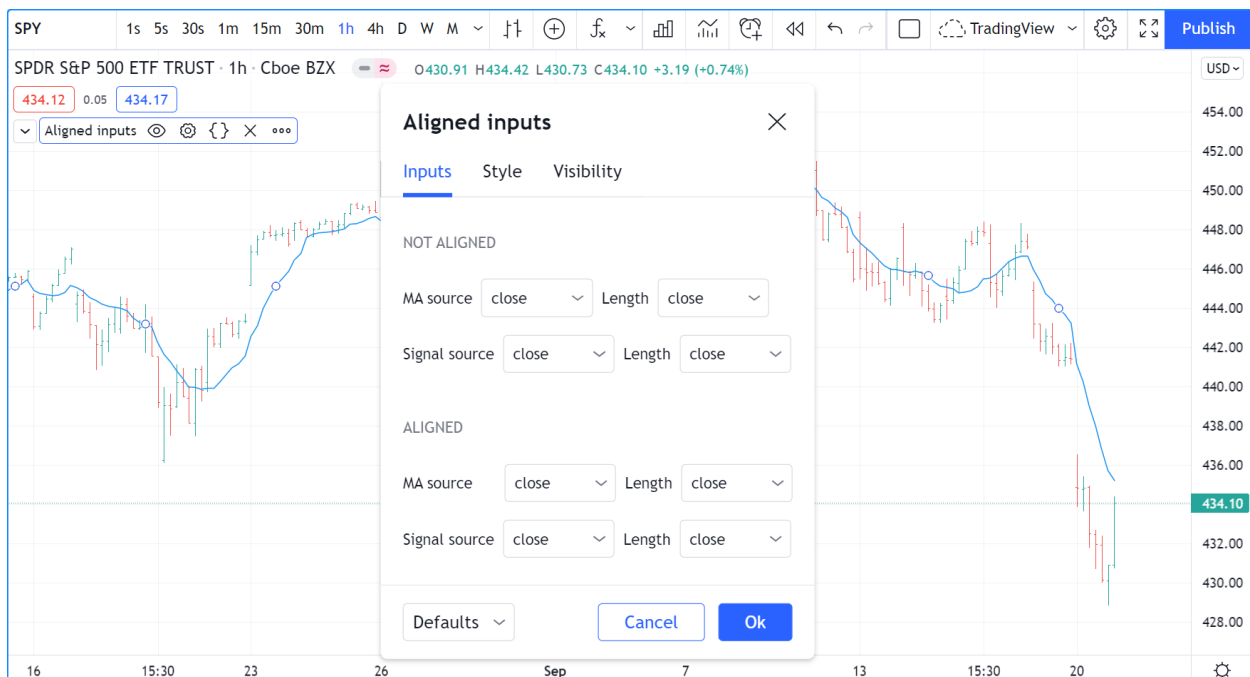 SPY 1s 5s 30s 1m 15m 30m 1h 4h D W M TradingView Publish
SPDR S&P 500 ETF TRUST · 1h · Cboe BZX O430.91 H434.42 L430.73 C434.10 +3.19 (+0.74%) USD
434.12 0.05 434.17
Aligned inputs
Aligned inputs
Inputs Style Visibility
NOT ALIGNED
MA source close Length close
Signal source close Length close
ALIGNED
MA source close Length close
Signal source close Length close
Defaults Cancel Ok
454.00
452.00
450.00
448.00
446.00
444.00
442.00
440.00
438.00
436.00
434.10
432.00
430.00
428.00
16 15:30 23 26 Sep 7 13 15:30 20